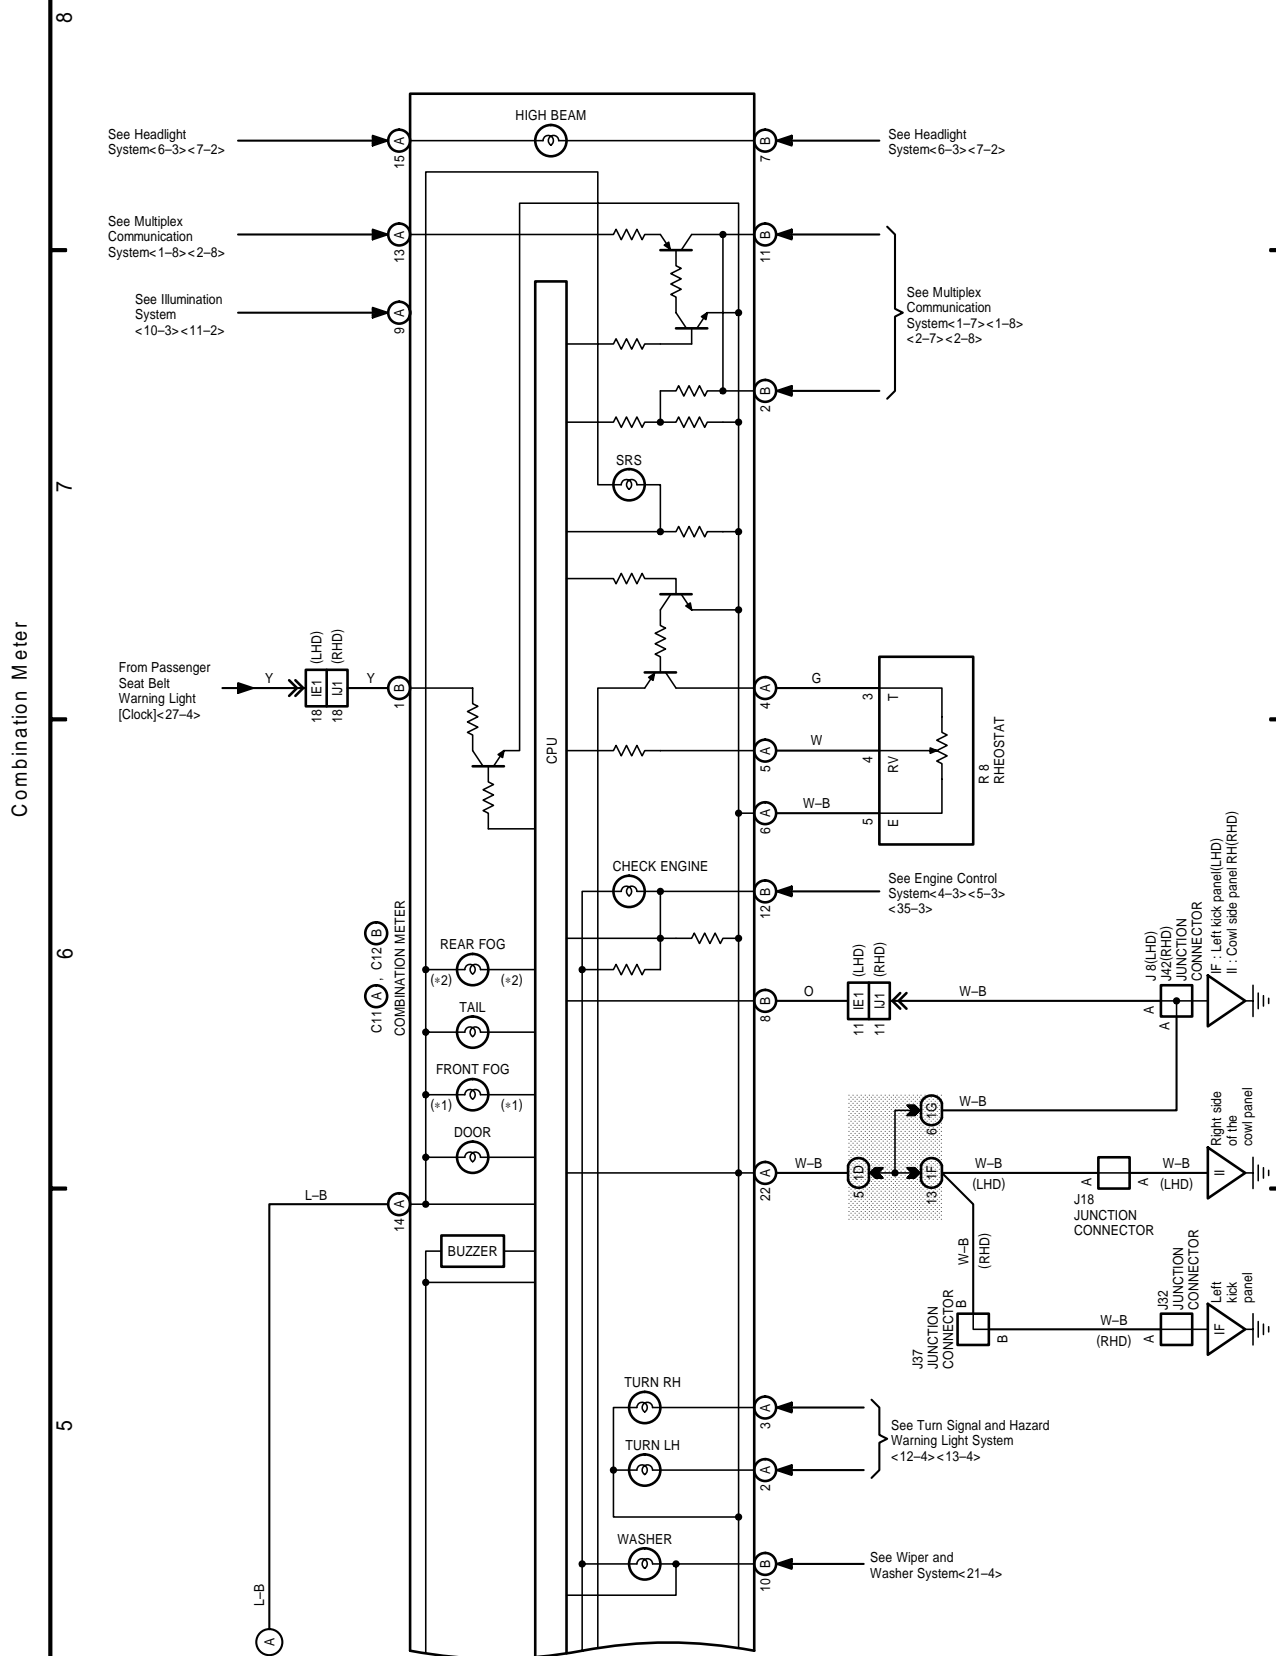 8
HIGH BEAM
See Headlight
System<6–3><7–2>
15
A
B
7
See Headlight
System<6–3><7–2>
See Multiplex
Communication
System<1–8><2–8>
13
A
B
11
See Illumination
System
<10–3><11–2>
9
A
See Multiplex
Communication
System<1–7><1–8>
<2–7><2–8>
B
2
7
SRS
Combination Meter
From Passenger
Seat Belt
Warning Light
[Clock]<27–4>
Y
18 IE1 (LHD)
18 IJ1 (RHD)
Y
1
B
CPU
A
4
G
3
T
A
5
W
4
RV
A
6
W–B
5
E
R 8
RHEOSTAT
CHECK ENGINE
B
12
See Engine Control
System<4–3><5–3>
<35–3>
6
C11 A , C12 B
COMBINATION METER
REAR FOG
(*2) (*2)
TAIL
FRONT FOG
(*1) (*1)
DOOR
B
8
O
11 IE1 (LHD)
11 IJ1 (RHD)
W–B
A
A
J 8(LHD)
J42(RHD)
JUNCTION
CONNECTOR
IF : Left kick panel(LHD)
II : Cowl side panel RH(RHD)
6 1G
W–B
A
22
W–B
5 1D
13 1F
W–B
(LHD)
A
A
J18
JUNCTION
CONNECTOR
W–B
(LHD)
II
Right side
of the
cowl panel
L–B
14
A
BUZZER
W–B
(RHD)
J37
JUNCTION
CONNECTOR
B
B
W–B
(RHD)
A
J32
JUNCTION
CONNECTOR
IF
Left
kick
panel
5
TURN RH
A
3
TURN LH
A
2
See Turn Signal and Hazard
Warning Light System
<12–4><13–4>
WASHER
B
10
See Wiper and
Washer System<21–4>
L–B
A